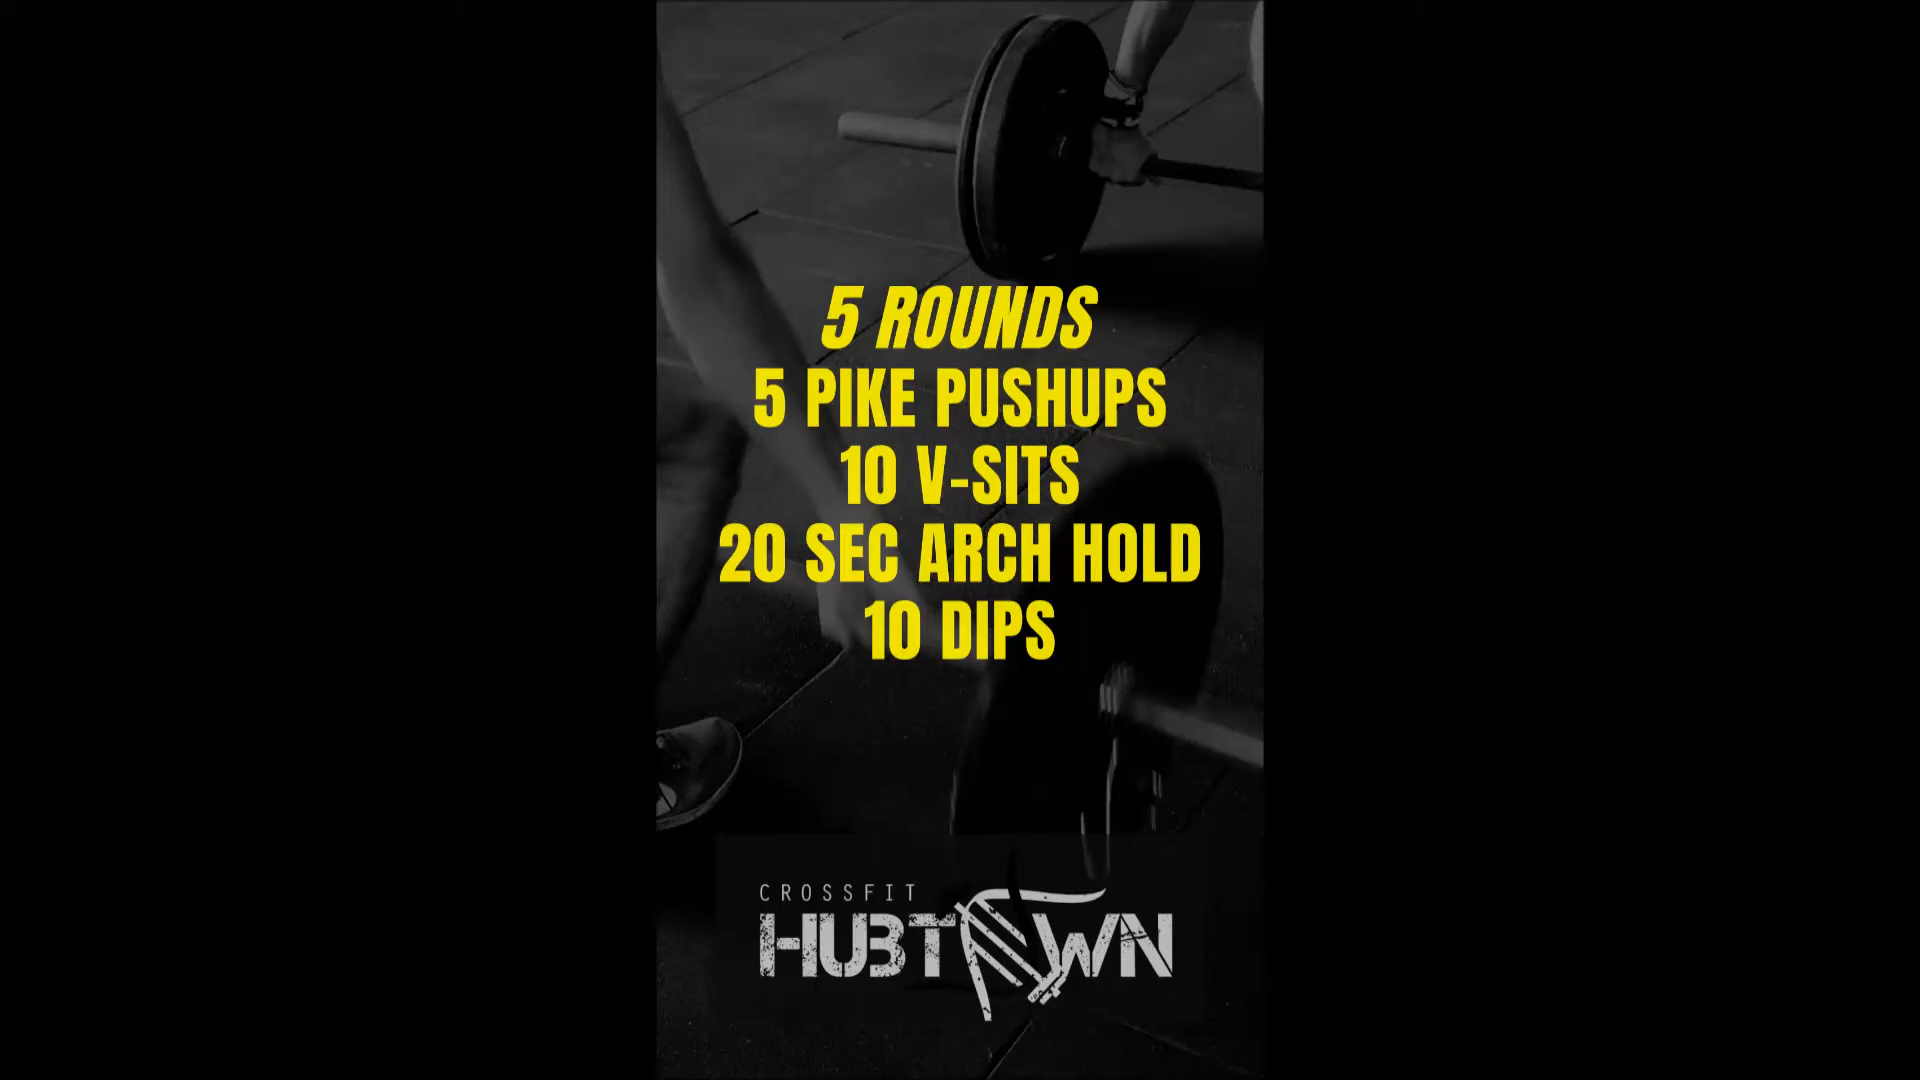 5 ROUNDS
5 PIKE PUSHUPS
10 V-SITS
20 SEC ARCH HOLD
10 DIPS
CROSSFIT
HUBTOWN